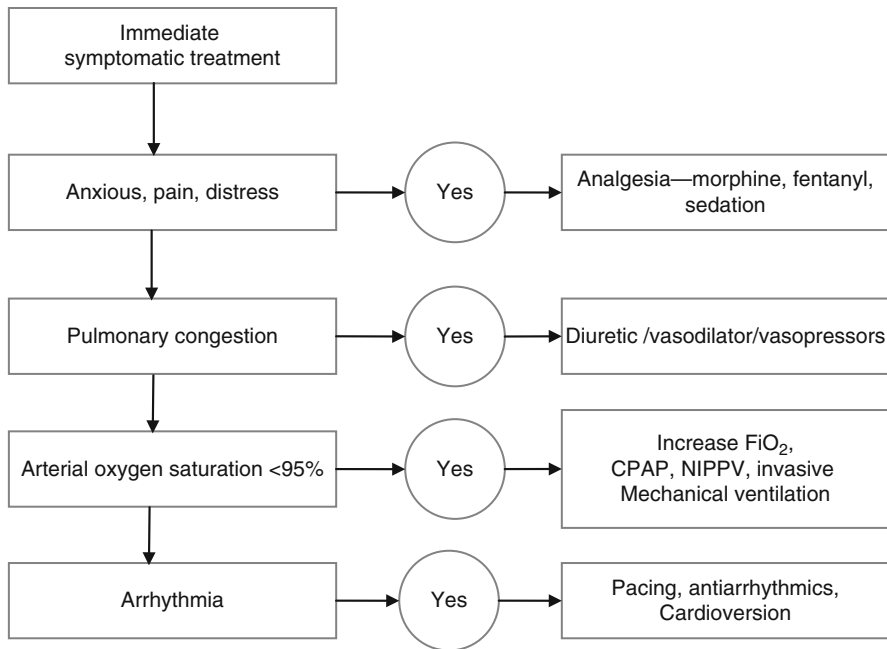 Immediate
symptomatic treatment
Anxious, pain, distress
Yes
Analgesia—morphine, fentanyl,
sedation
Pulmonary congestion
Yes
Diuretic /vasodilator/vasopressors
Arterial oxygen saturation <95%
Yes
Increase FiO₂,
CPAP, NIPPV, invasive
Mechanical ventilation
Arrhythmia
Yes
Pacing, antiarrhythmics,
Cardioversion